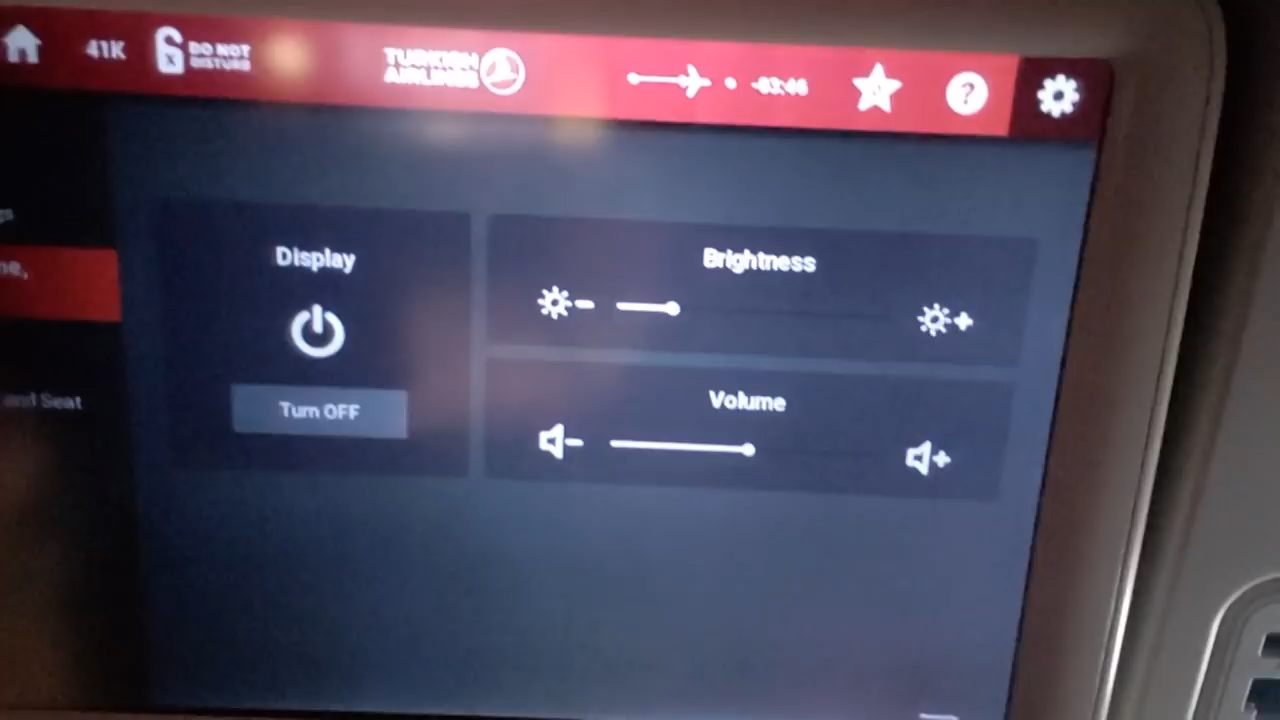 41K
DO NOT
DISTURB
TURKISH
AIRLINES
-03:46
?
Display
Brightness
Turn OFF
Volume
and Seat